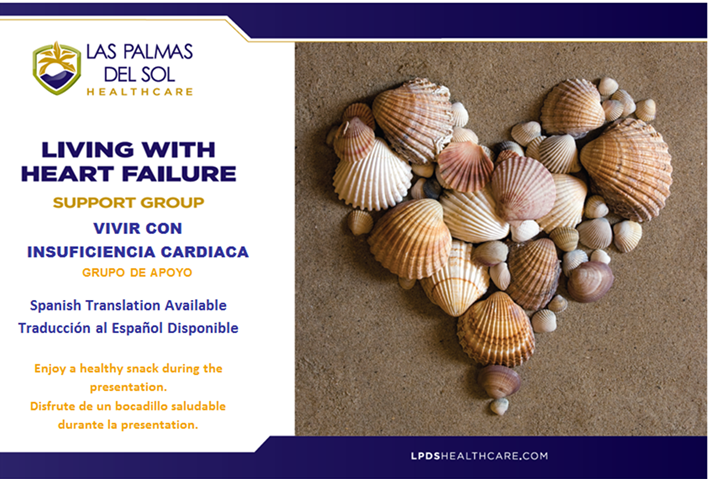 LAS PALMAS
DEL SOL
HEALTHCARE
LIVING WITH
HEART FAILURE
SUPPORT GROUP
VIVIR CON
INSUFICIENCIA CARDIACA
GRUPO DE APOYO
Spanish Translation Available
Traducción al Español Disponible
Enjoy a healthy snack during the
presentation.
Disfrute de un bocadillo saludable
durante la presentation.
LPDSHEALTHCARE.COM